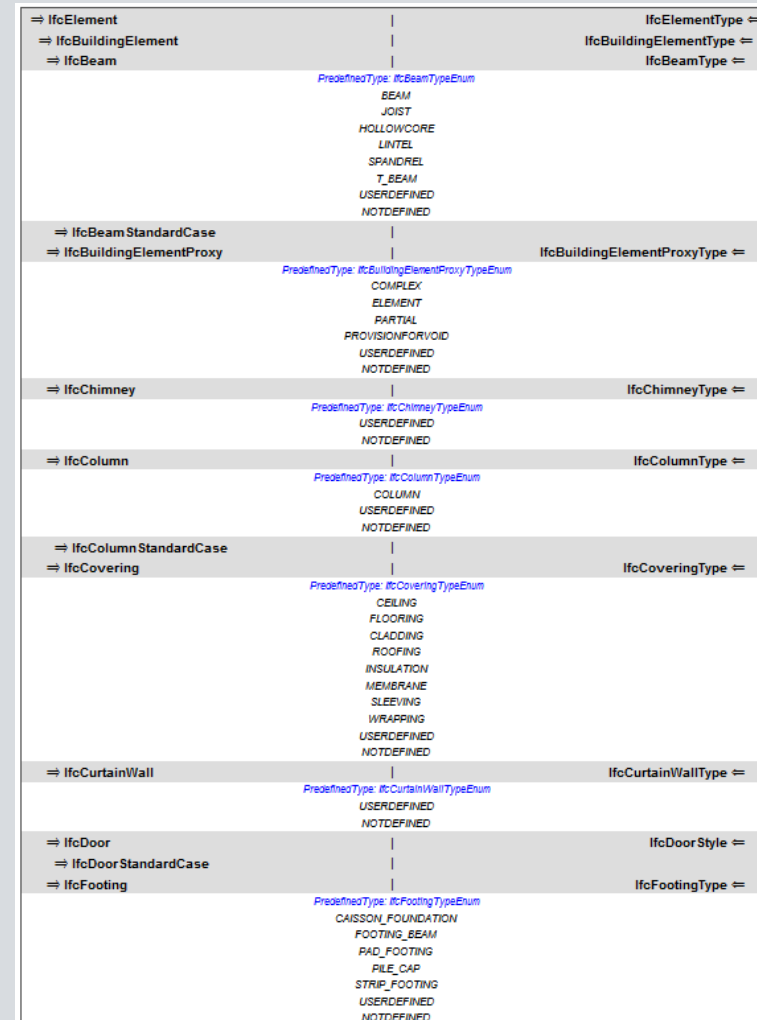 ⇒ IfcElement | IfcElementType ⇐
⇒ IfcBuildingElement | IfcBuildingElementType ⇐
⇒ IfcBeam | IfcBeamType ⇐
PredefinedType: IfcBeamTypeEnum
BEAM
JOIST
HOLLOWCORE
LINTEL
SPANDREL
T_BEAM
USERDEFINED
NOTDEFINED
⇒ IfcBeamStandardCase |
⇒ IfcBuildingElementProxy | IfcBuildingElementProxyType ⇐
PredefinedType: IfcBuildingElementProxyTypeEnum
COMPLEX
ELEMENT
PARTIAL
PROVISIONFORVOID
USERDEFINED
NOTDEFINED
⇒ IfcChimney | IfcChimneyType ⇐
PredefinedType: IfcChimneyTypeEnum
USERDEFINED
NOTDEFINED
⇒ IfcColumn | IfcColumnType ⇐
PredefinedType: IfcColumnTypeEnum
COLUMN
USERDEFINED
NOTDEFINED
⇒ IfcColumnStandardCase |
⇒ IfcCovering | IfcCoveringType ⇐
PredefinedType: IfcCoveringTypeEnum
CEILING
FLOORING
CLADDING
ROOFING
INSULATION
MEMBRANE
SLEEVING
WRAPPING
USERDEFINED
NOTDEFINED
⇒ IfcCurtainWall | IfcCurtainWallType ⇐
PredefinedType: IfcCurtainWallTypeEnum
USERDEFINED
NOTDEFINED
⇒ IfcDoor | IfcDoorStyle ⇐
⇒ IfcDoorStandardCase |
⇒ IfcFooting | IfcFootingType ⇐
PredefinedType: IfcFootingTypeEnum
CAISSON_FOUNDATION
FOOTING_BEAM
PAD_FOOTING
PILE_CAP
STRIP_FOOTING
USERDEFINED
NOTDEFINED